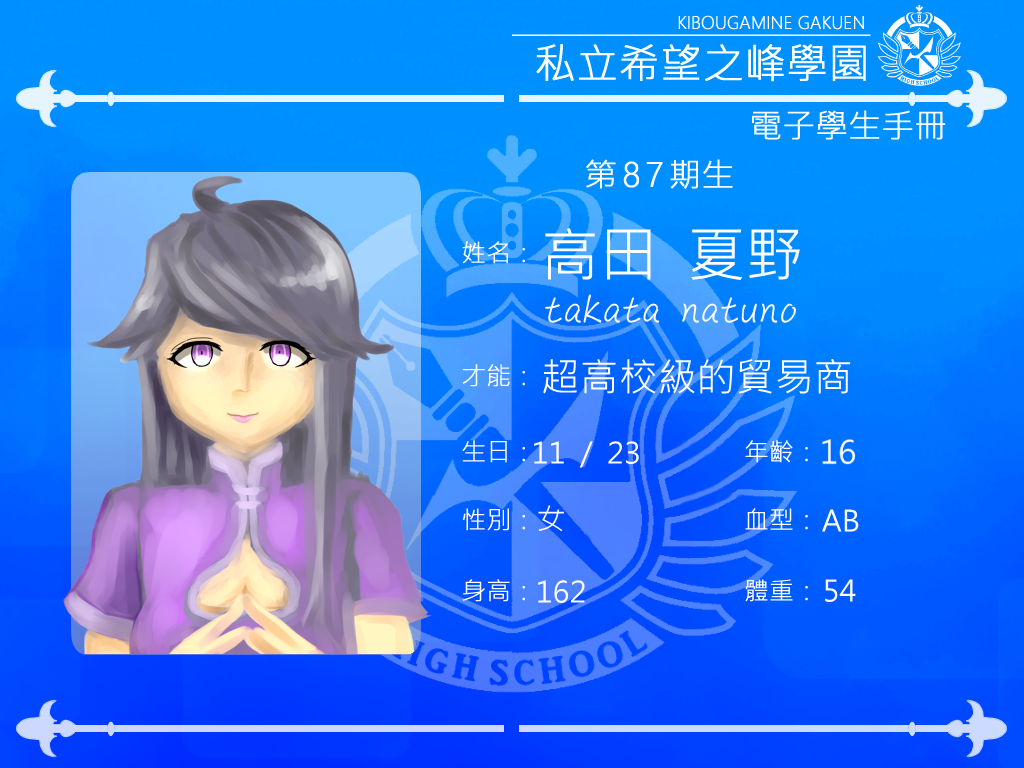 KIBOUGAMINE GAKUEN
私立希望之峰學園
HIGH SCHOOL
電子學生手冊
第87期生
姓名：高田 夏野
takata natuno
才能：超高校級的貿易商
生日：11 / 23 年齡：16
性別：女 血型：AB
身高：162 體重：54
HIGH SCHOOL